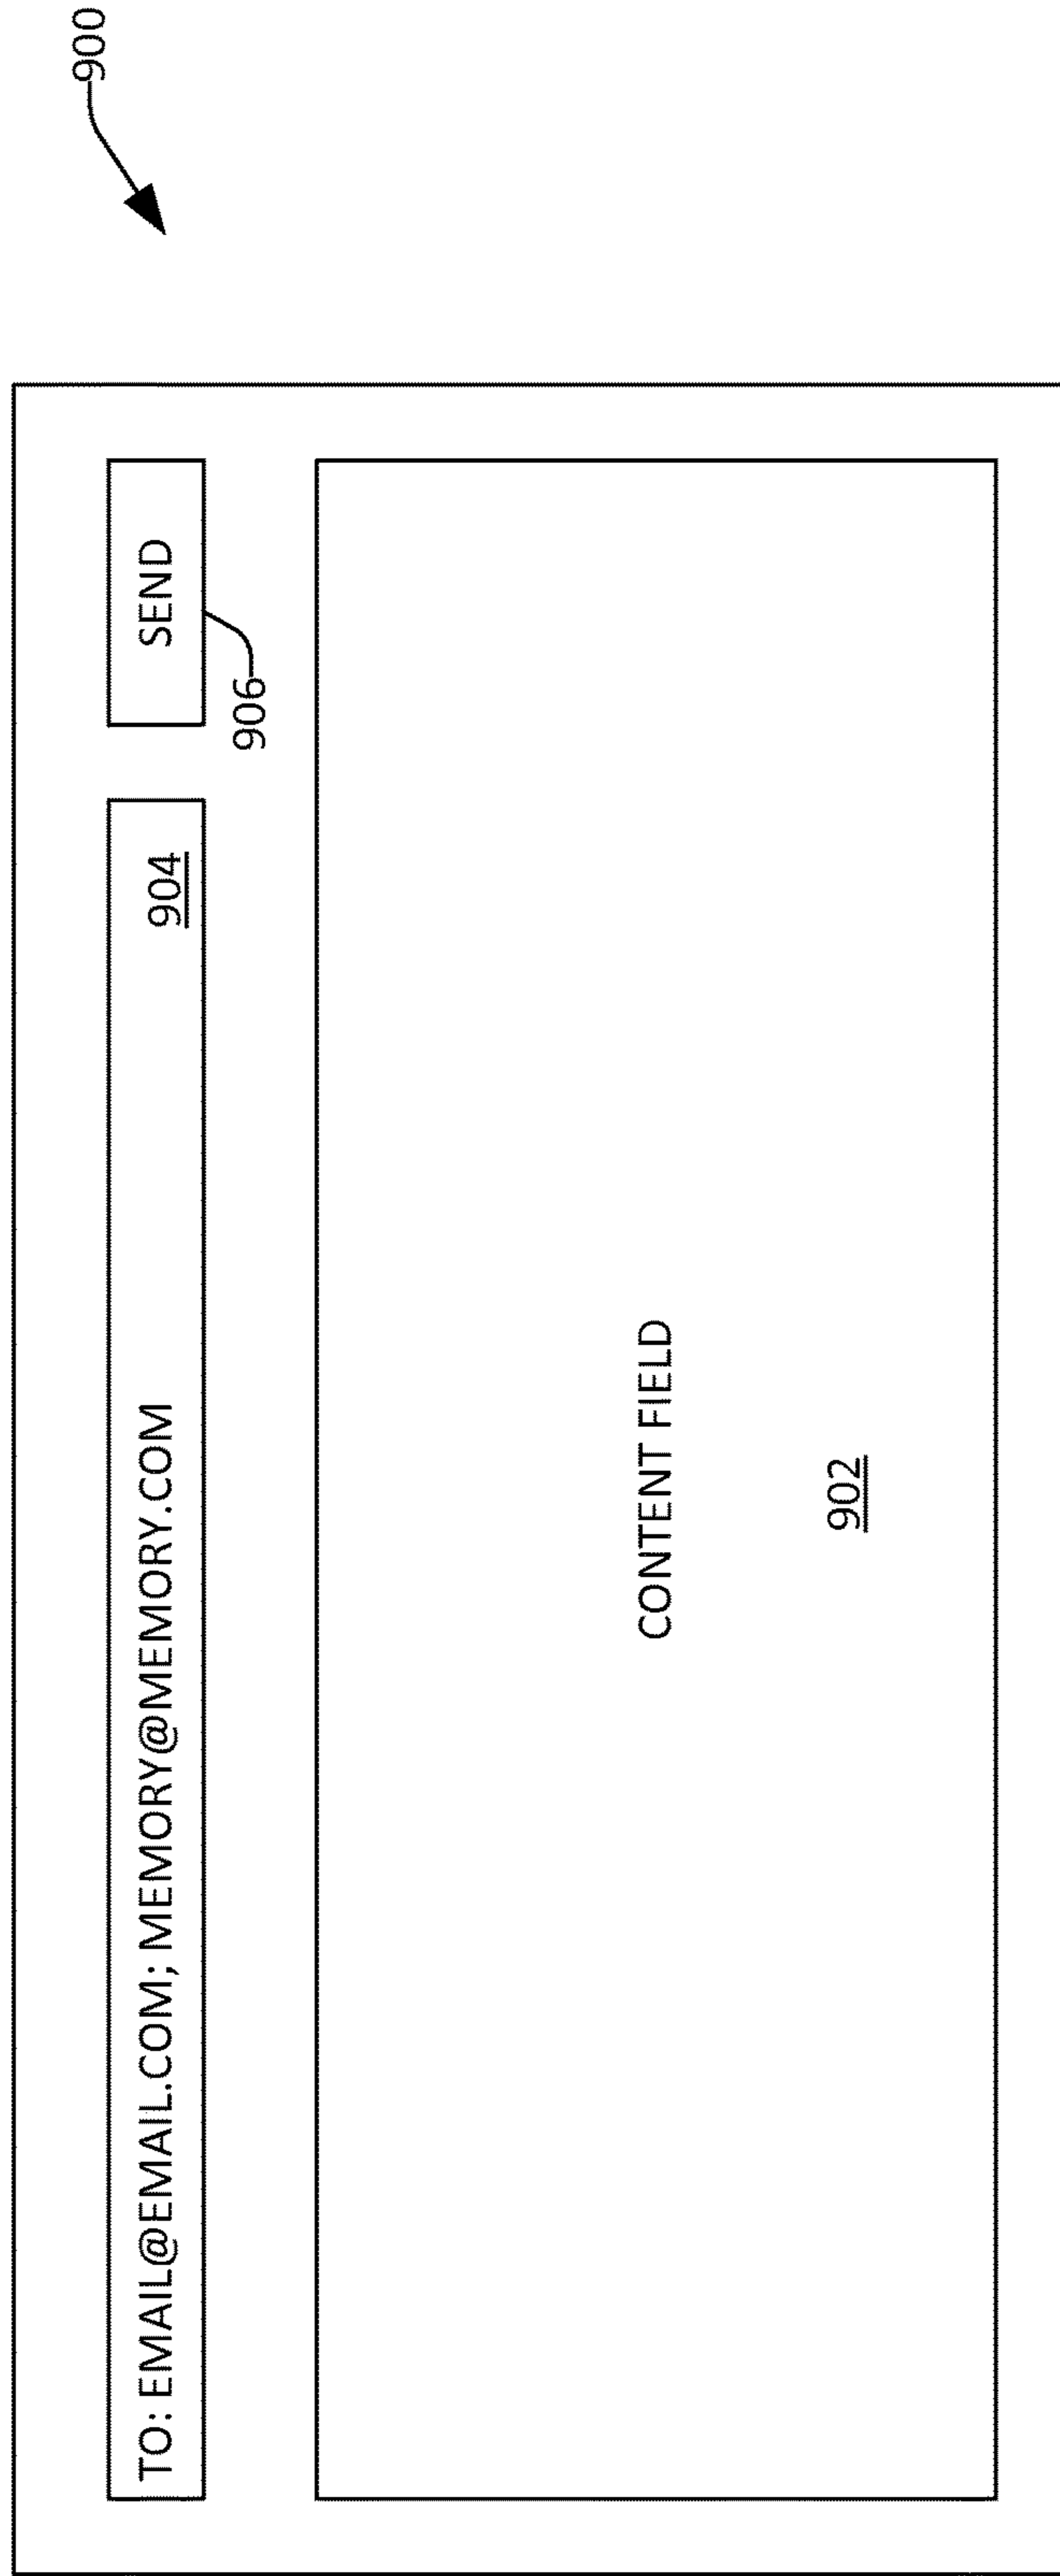 900
TO: EMAIL@EMAIL.COM; MEMORY@MEMORY.COM
904
SEND
906
CONTENT FIELD
902